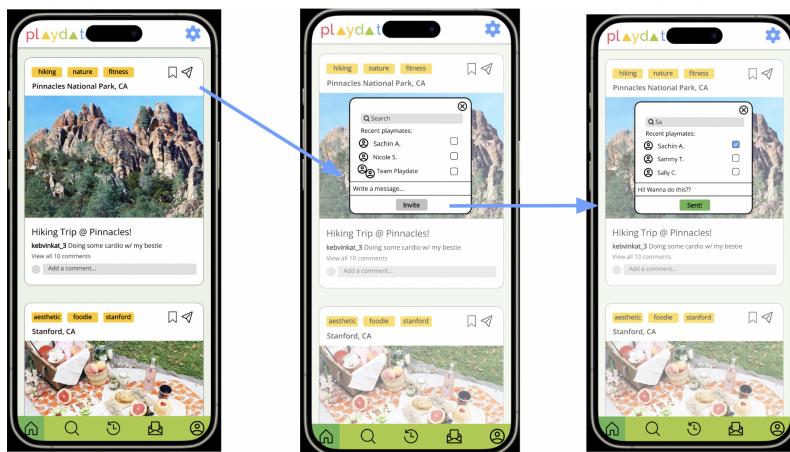 playdat
hiking nature fitness
Pinnacles National Park, CA
Hiking Trip @ Pinnacles!
kebvinkat_3 Doing some cardio w/ my bestie
View all 10 comments
Add a comment...
aesthetic foodie stanford
Stanford, CA
playdat
hiking nature fitness
Pinnacles National Park, CA
Search
Recent playmates:
Sachin A.
Nicole S.
Team Playdate
Write a message...
Invite
Hiking Trip @ Pinnacles!
kebvinkat_3 Doing some cardio w/ my bestie
View all 10 comments
Add a comment...
aesthetic foodie stanford
Stanford, CA
playdat
hiking nature fitness
Pinnacles National Park, CA
Sa
Recent playmates:
Sachin A.
Sammy T.
Sally C.
Hi! Wanna do this??
Sent!
Hiking Trip @ Pinnacles!
kebvinkat_3 Doing some cardio w/ my bestie
View all 10 comments
Add a comment...
aesthetic foodie stanford
Stanford, CA